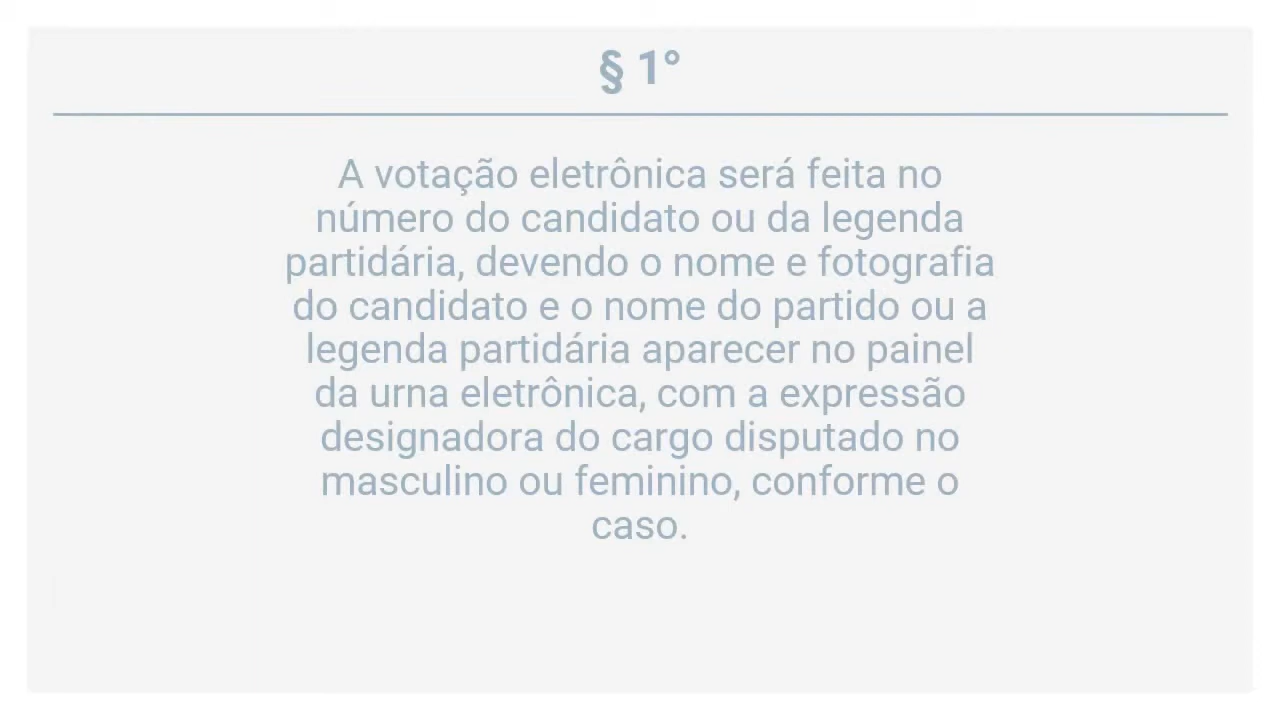 § 1°
A votação eletrônica será feita no
número do candidato ou da legenda
partidária, devendo o nome e fotografia
do candidato e o nome do partido ou a
legenda partidária aparecer no painel
da urna eletrônica, com a expressão
designadora do cargo disputado no
masculino ou feminino, conforme o
caso.